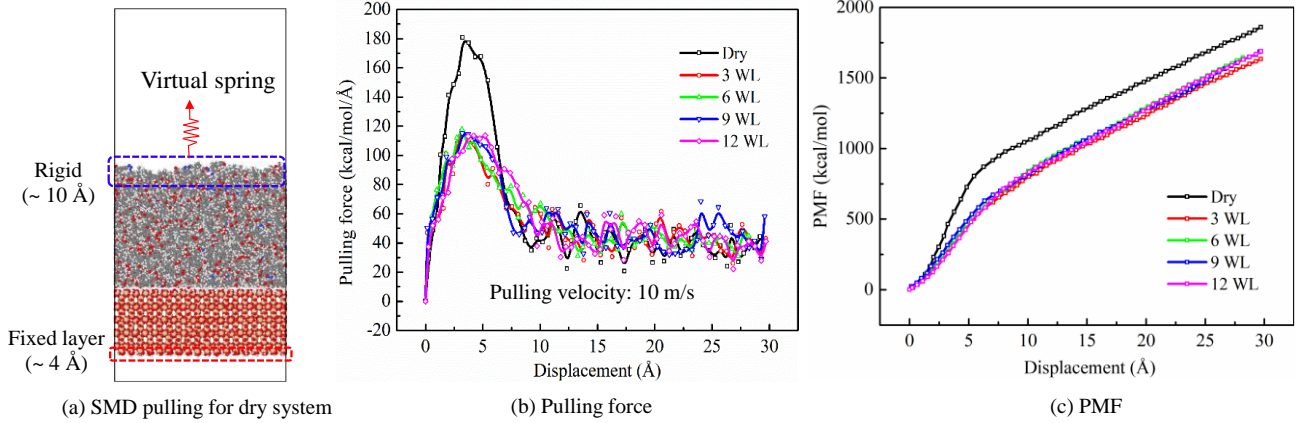 Virtual spring
Rigid
(~ 10 Å)
Fixed layer
(~ 4 Å)
(a) SMD pulling for dry system
Pulling force (kcal/mol/Å)
200
180
160
140
120
100
80
60
40
20
0
-20
Dry
3 WL
6 WL
9 WL
12 WL
Pulling velocity: 10 m/s
0 5 10 15 20 25 30
Displacement (Å)
(b) Pulling force
PMF (kcal/mol)
2000
1500
1000
500
0
Dry
3 WL
6 WL
9 WL
12 WL
0 5 10 15 20 25 30
Displacement (Å)
(c) PMF